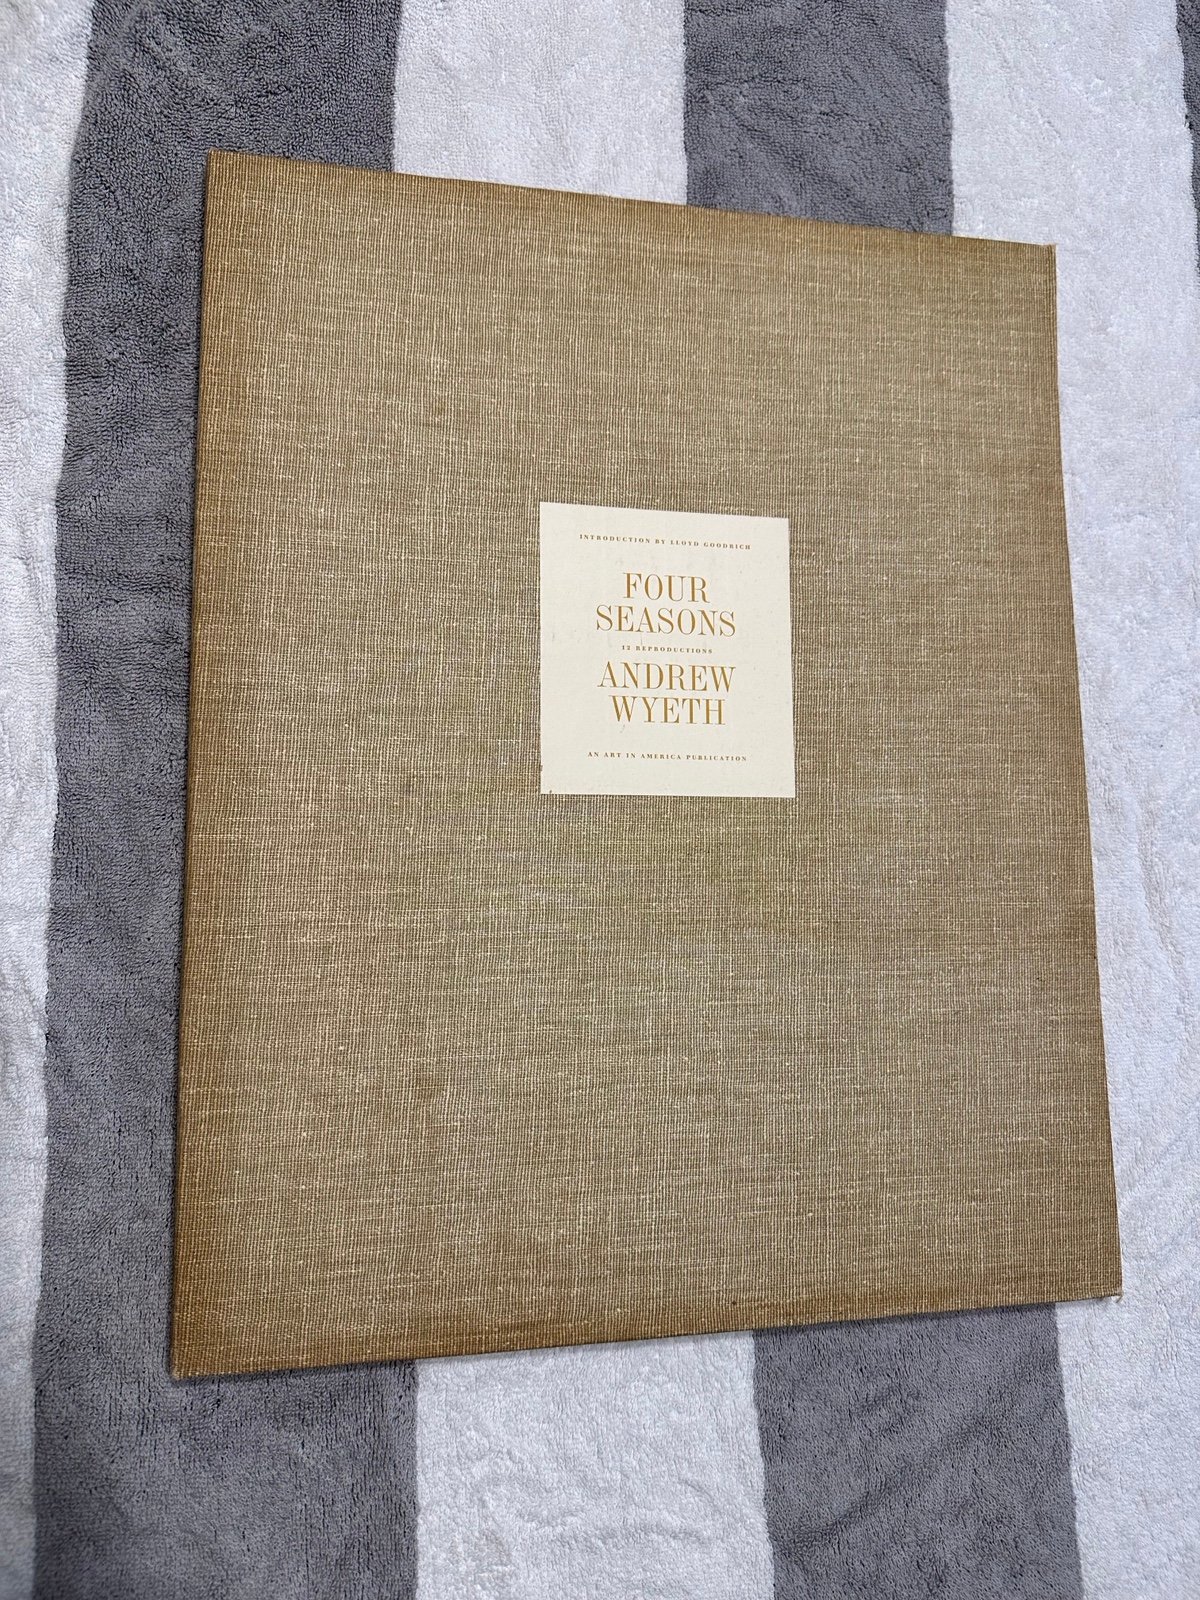 INTRODUCTION BY LLOYD GOODRICH
FOUR
SEASONS
12 REPRODUCTIONS
ANDREW
WYETH
AN ART IN AMERICA PUBLICATION